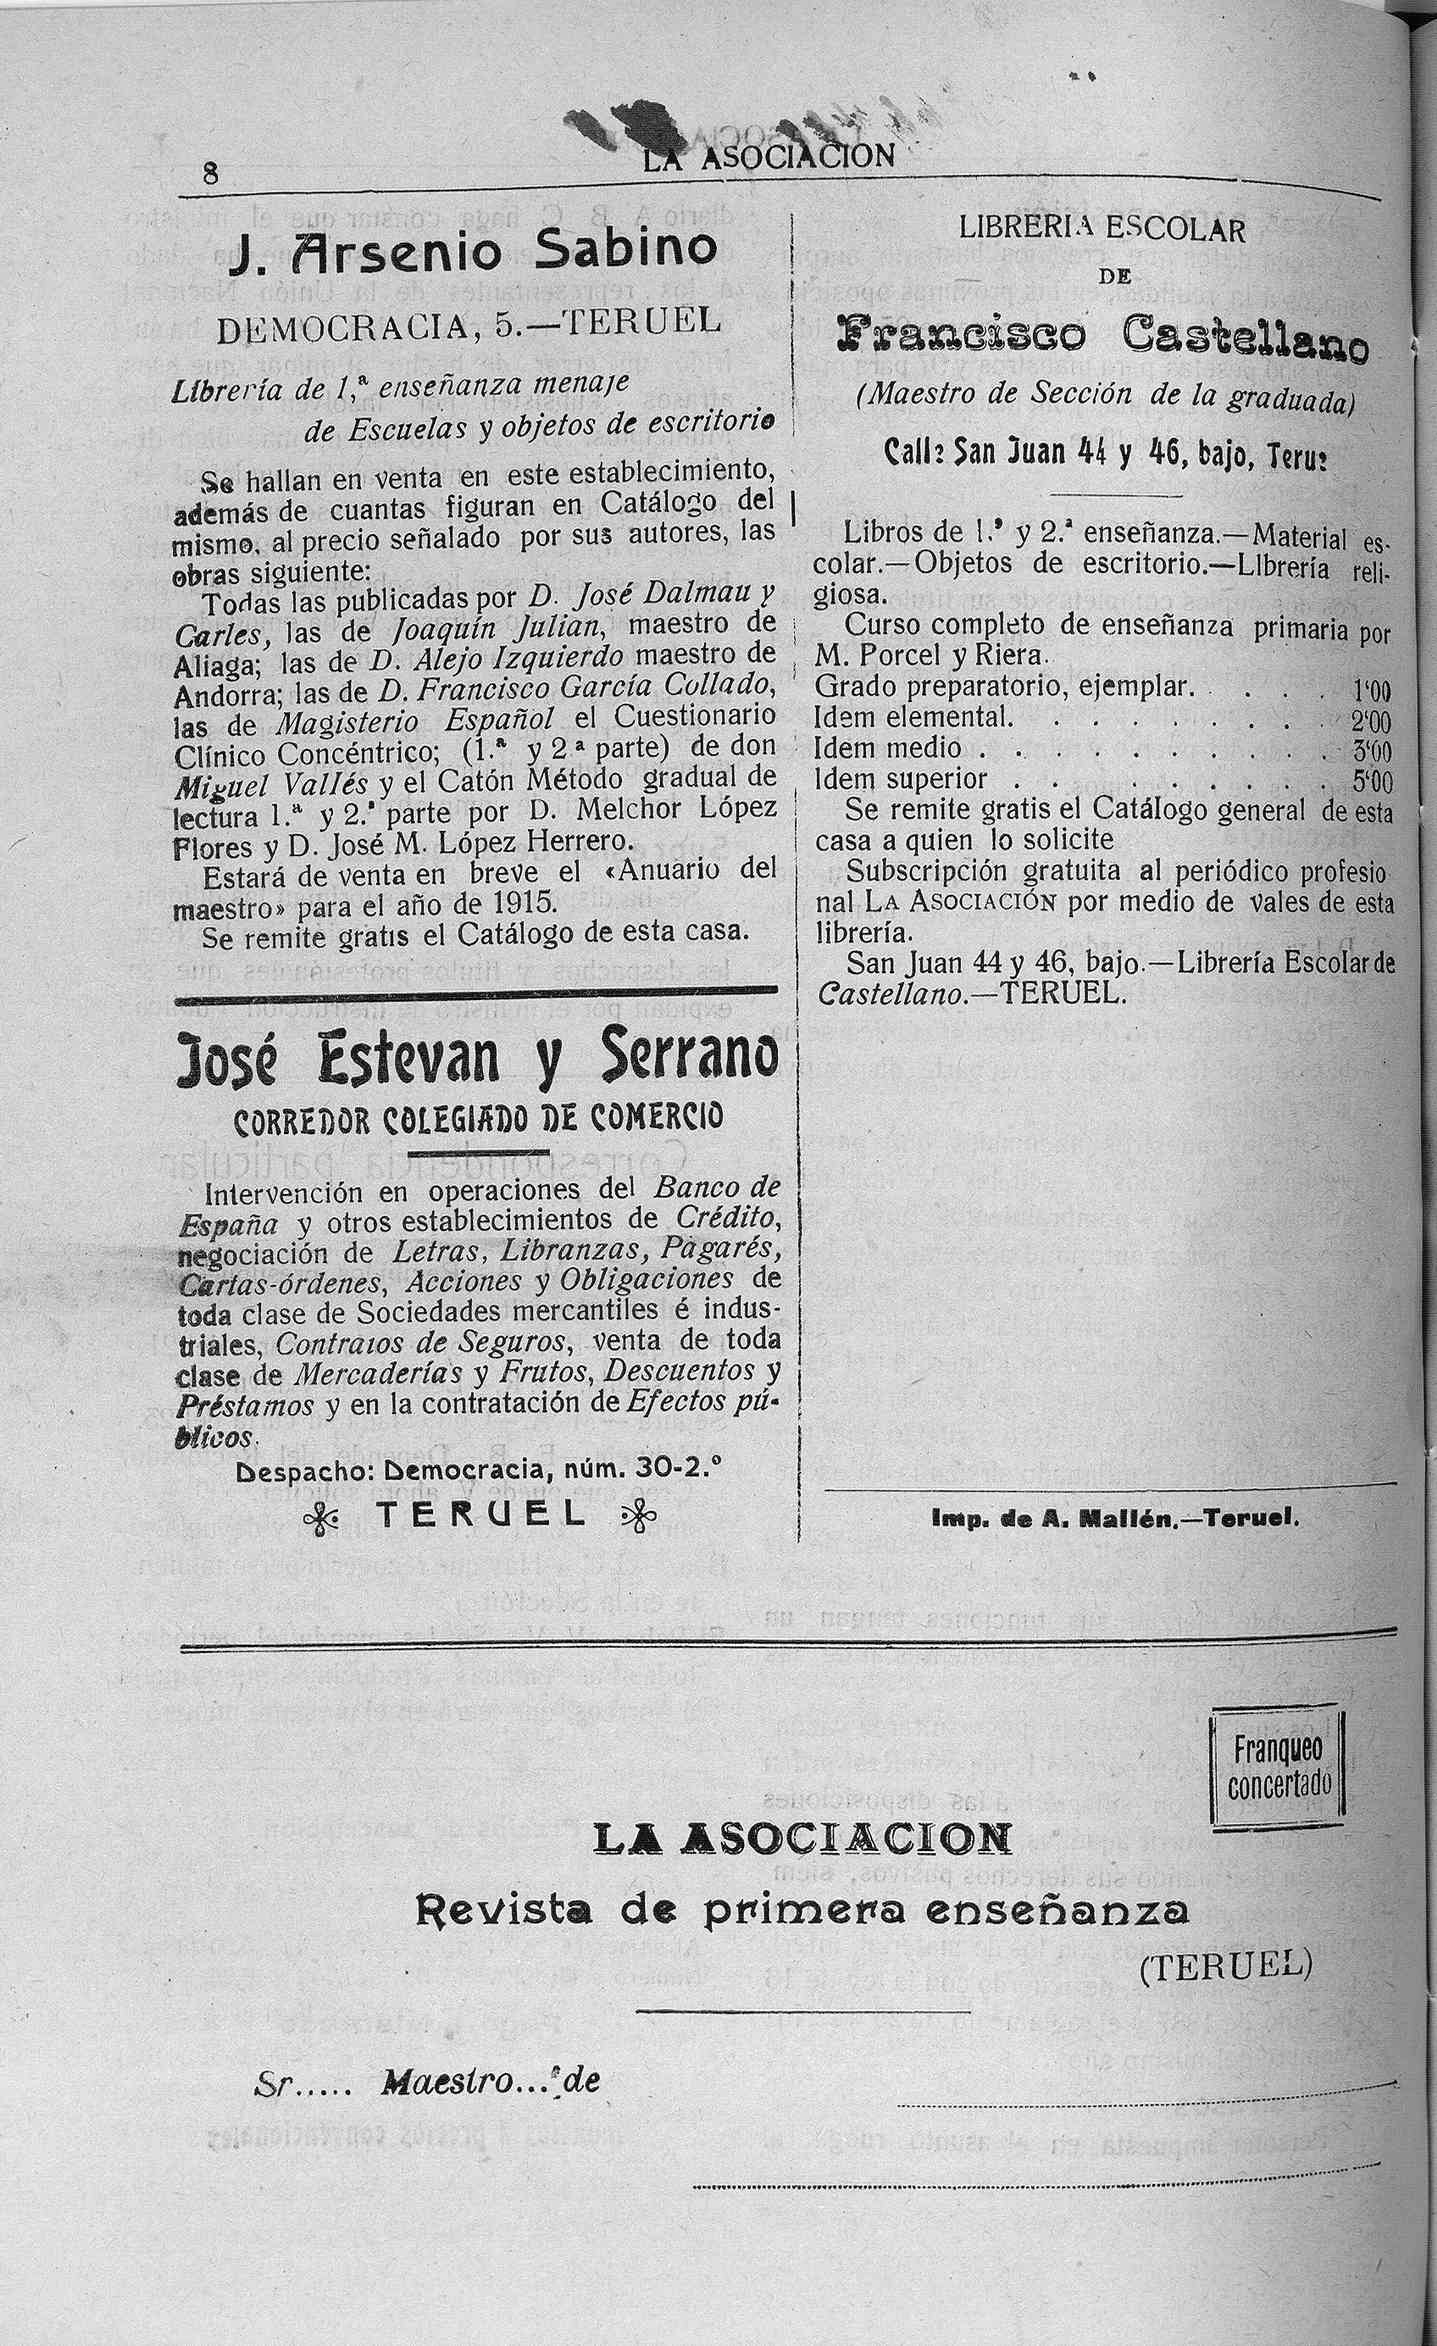 8
LA ASOCIACION
J. Arsenio Sabino
DEMOCRACIA, 5.—TERUEL
Librería de 1,ª enseñanza menaje
de Escuelas y objetos de escritorio
Se hallan en venta en este establecimiento,
además de cuantas figuran en Catálogo del
mismo, al precio señalado por sus autores, las
obras siguiente:
Todas las publicadas por D. José Dalmau y
Carles, las de Joaquín Julian, maestro de
Aliaga; las de D. Alejo Izquierdo maestro de
Andorra; las de D. Francisco García Collado,
las de Magisterio Español el Cuestionario
Clínico Concéntrico; (1.ª y 2ª parte) de don
Miguel Vallés y el Catón Método gradual de
lectura 1.ª y 2.ª parte por D. Melchor López
Flores y D. José M. López Herrero.
Estará de venta en breve el «Anuario del
maestro» para el año de 1915.
Se remite gratis el Catálogo de esta casa.
José Estevan y Serrano
CORREDOR COLEGIADO DE COMERCIO
Intervención en operaciones del Banco de
España y otros establecimientos de Crédito,
negociación de Letras, Libranzas, Pagarés,
Cartas-órdenes, Acciones y Obligaciones de
toda clase de Sociedades mercantiles é indus-
triales, Contratos de Seguros, venta de toda
clase de Mercaderías y Frutos, Descuentos y
Préstamos y en la contratación de Efectos pú-
blicos.
Despacho: Democracia, núm. 30-2.º
TERUEL
LIBRERIA ESCOLAR
DE
Francisco Castellano
(Maestro de Sección de la graduada)
Calle San Juan 44 y 46, bajo, Teruel
Libros de 1.ª y 2.ª enseñanza.—Material es-
colar.—Objetos de escritorio.—Librería reli-
giosa.
Curso completo de enseñanza primaria por
M. Porcel y Riera.
Grado preparatorio, ejemplar. . . . . 1'00
Idem elemental. . . . . . . . . 2'00
Idem medio . . . . . . . . . . 3'00
Idem superior . . . . . . . . . 5'00
Se remite gratis el Catálogo general de esta
casa a quien lo solicite
Subscripción gratuita al periódico profesio
nal LA ASOCIACIÓN por medio de vales de esta
librería.
San Juan 44 y 46, bajo.—Librería Escolar de
Castellano.—TERUEL.
Imp. de A. Mallén.—Teruel.
Franqueo
concertado
LA ASOCIACION
Revista de primera enseñanza
(TERUEL)
Sr..... Maestro... de